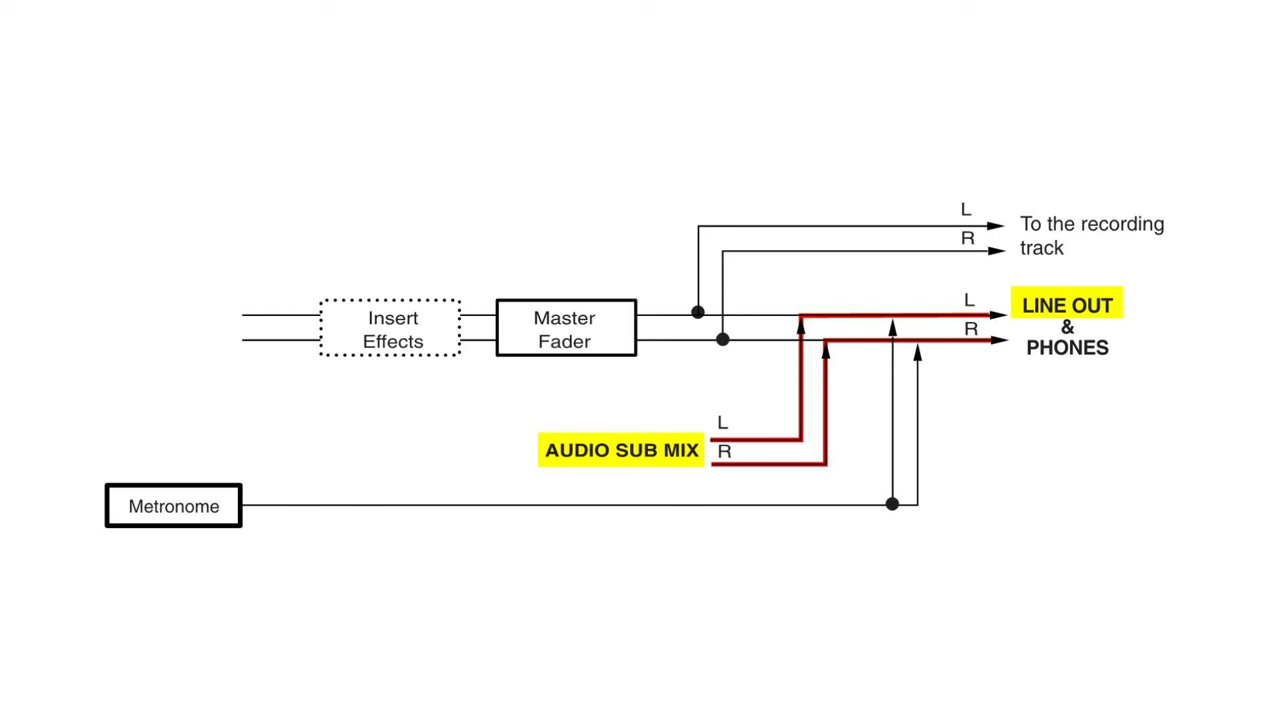 L
To the recording
R
track
Insert
Effects
Master
Fader
L
LINE OUT
R
&
PHONES
L
AUDIO SUB MIX
R
Metronome